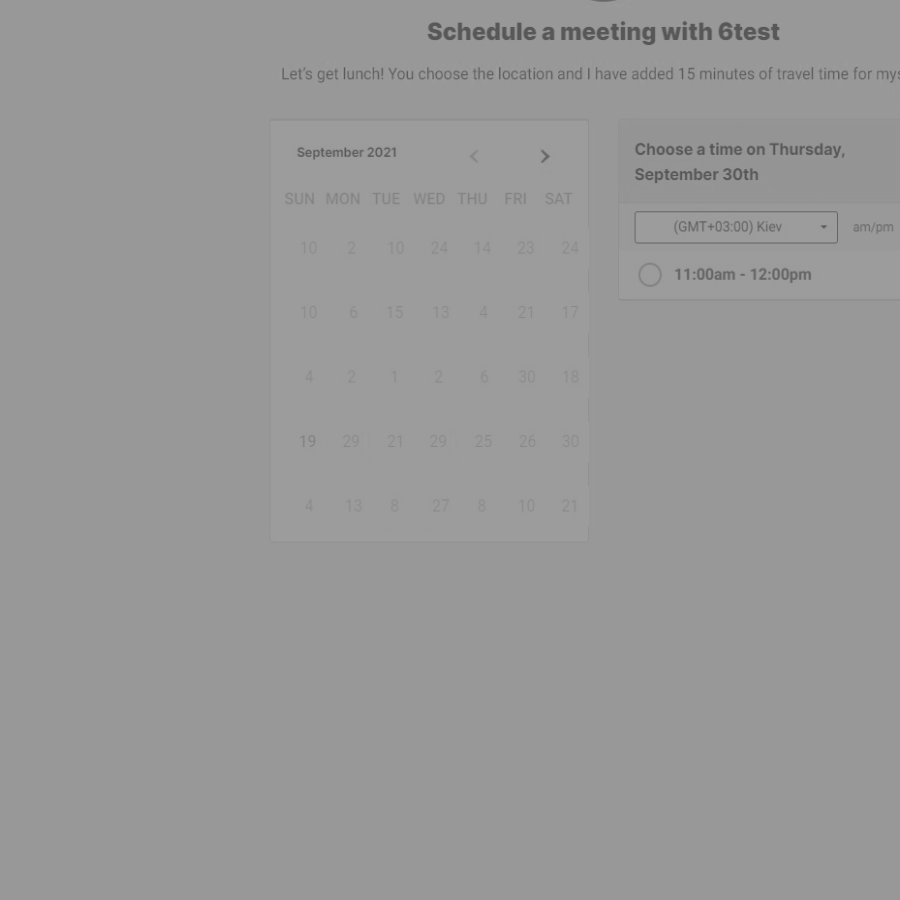 Schedule a meeting with 6test
Let's get lunch! You choose the location and I have added 15 minutes of travel time for mys
September 2021
SUN MON TUE WED THU FRI SAT
10 2 10 24 14 23 24
10 6 15 13 4 21 17
4 2 1 2 6 30 18
19 29 21 29 25 26 30
4 13 8 27 8 10 21
Choose a time on Thursday,
September 30th
(GMT+03:00) Kiev am/pm
11:00am - 12:00pm